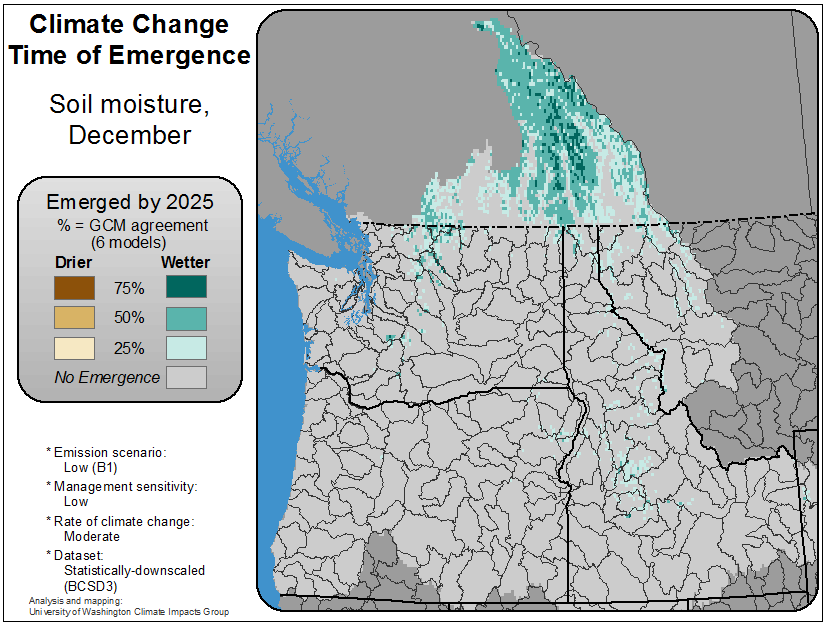 Climate Change
Time of Emergence
Soil moisture,
December
Emerged by 2025
% = GCM agreement
(6 models)
Drier Wetter
75%
50%
25%
No Emergence
* Emission scenario:
Low (B1)
* Management sensitivity:
Low
* Rate of climate change:
Moderate
* Dataset:
Statistically-downscaled
(BCSD3)
Analysis and mapping:
University of Washington Climate Impacts Group